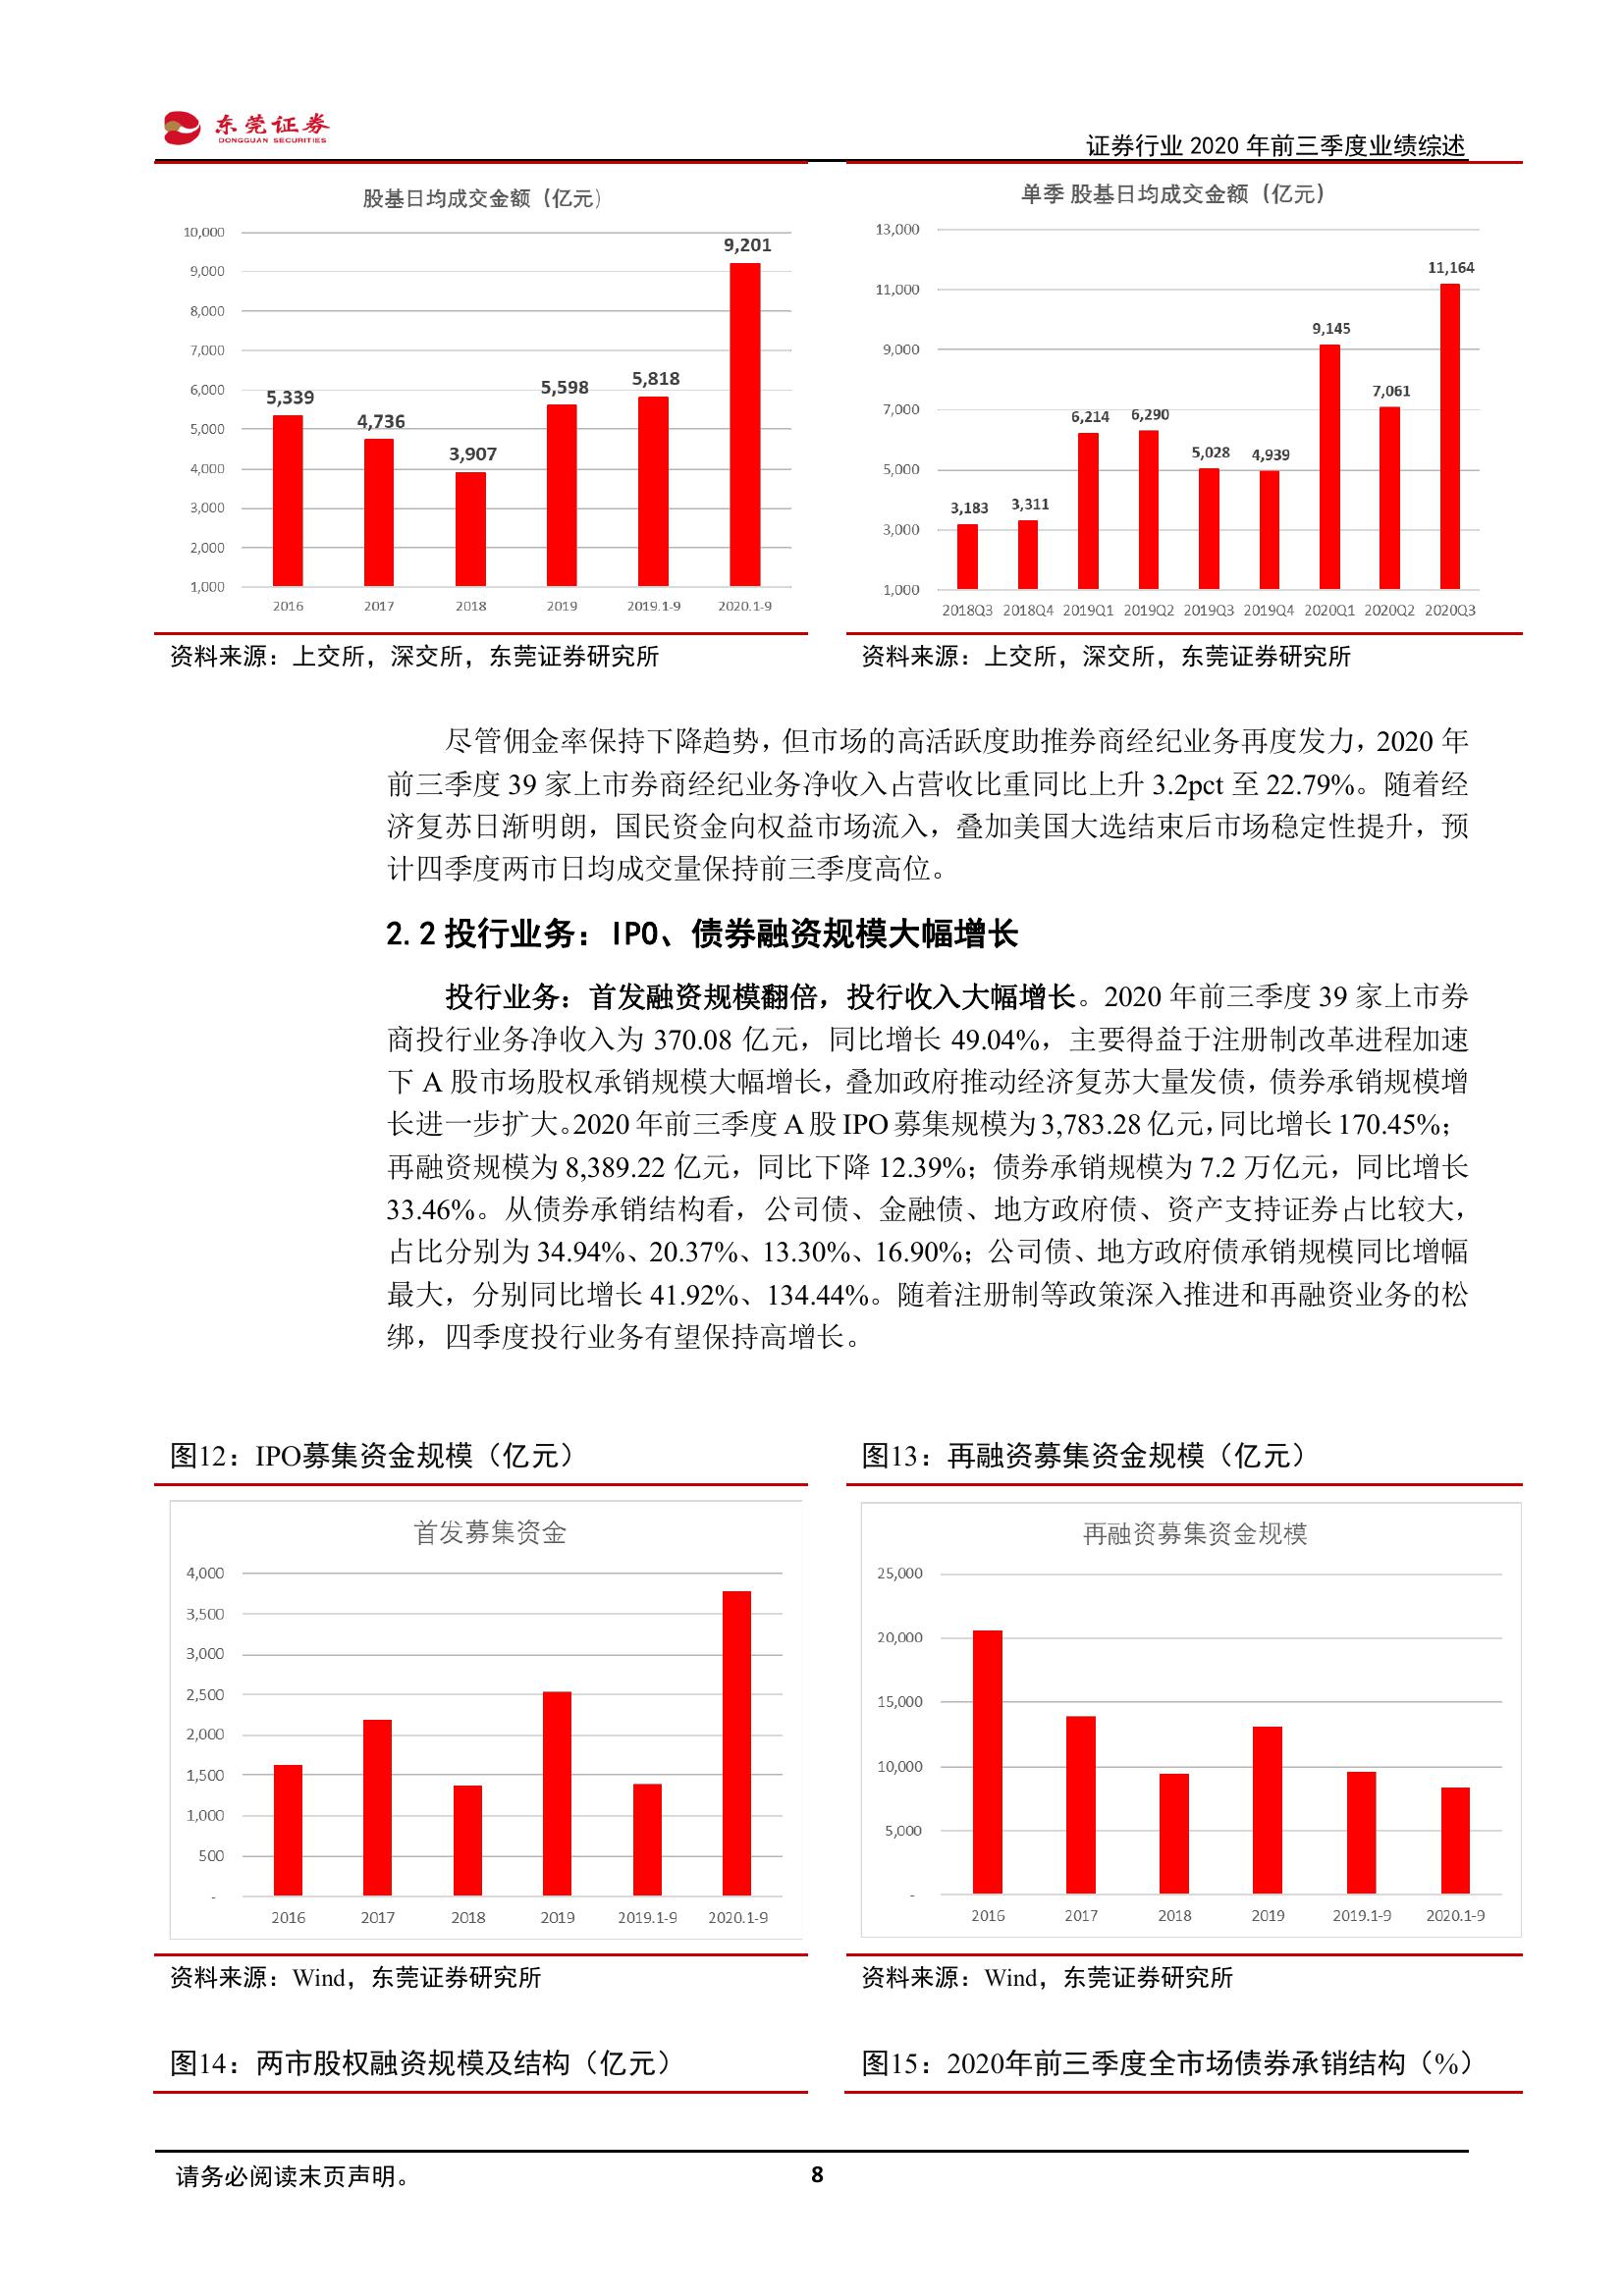 东莞证券
DONGGUAN SECURITIES
证券行业 2020 年前三季度业绩综述
股基日均成交金额（亿元）
10,000
9,000
8,000
7,000
6,000
5,000
4,000
3,000
2,000
1,000
5,339
4,736
3,907
5,598
5,818
9,201
2016 2017 2018 2019 2019.1-9 2020.1-9
单季 股基日均成交金额（亿元）
13,000
11,000
9,000
7,000
5,000
3,000
1,000
3,183
3,311
6,214
6,290
5,028
4,939
9,145
7,061
11,164
2018Q3 2018Q4 2019Q1 2019Q2 2019Q3 2019Q4 2020Q1 2020Q2 2020Q3
资料来源：上交所，深交所，东莞证券研究所
资料来源：上交所，深交所，东莞证券研究所
尽管佣金率保持下降趋势，但市场的高活跃度助推券商经纪业务再度发力，2020 年
前三季度 39 家上市券商经纪业务净收入占营收比重同比上升 3.2pct 至 22.79%。随着经
济复苏日渐明朗，国民资金向权益市场流入，叠加美国大选结束后市场稳定性提升，预
计四季度两市日均成交量保持前三季度高位。
2.2 投行业务：IPO、债券融资规模大幅增长
投行业务：首发融资规模翻倍，投行收入大幅增长。2020 年前三季度 39 家上市券
商投行业务净收入为 370.08 亿元，同比增长 49.04%，主要得益于注册制改革进程加速
下 A 股市场股权承销规模大幅增长，叠加政府推动经济复苏大量发债，债券承销规模增
长进一步扩大。2020 年前三季度 A 股 IPO 募集规模为 3,783.28 亿元，同比增长 170.45%；
再融资规模为 8,389.22 亿元，同比下降 12.39%；债券承销规模为 7.2 万亿元，同比增长
33.46%。从债券承销结构看，公司债、金融债、地方政府债、资产支持证券占比较大，
占比分别为 34.94%、20.37%、13.30%、16.90%；公司债、地方政府债承销规模同比增幅
最大，分别同比增长 41.92%、134.44%。随着注册制等政策深入推进和再融资业务的松
绑，四季度投行业务有望保持高增长。
图12：IPO募集资金规模（亿元）
图13：再融资募集资金规模（亿元）
首发募集资金
4,000
3,500
3,000
2,500
2,000
1,500
1,000
500
-
2016 2017 2018 2019 2019.1-9 2020.1-9
再融资募集资金规模
25,000
20,000
15,000
10,000
5,000
-
2016 2017 2018 2019 2019.1-9 2020.1-9
资料来源：Wind，东莞证券研究所
资料来源：Wind，东莞证券研究所
图14：两市股权融资规模及结构（亿元）
图15：2020年前三季度全市场债券承销结构（%）
请务必阅读末页声明。
8